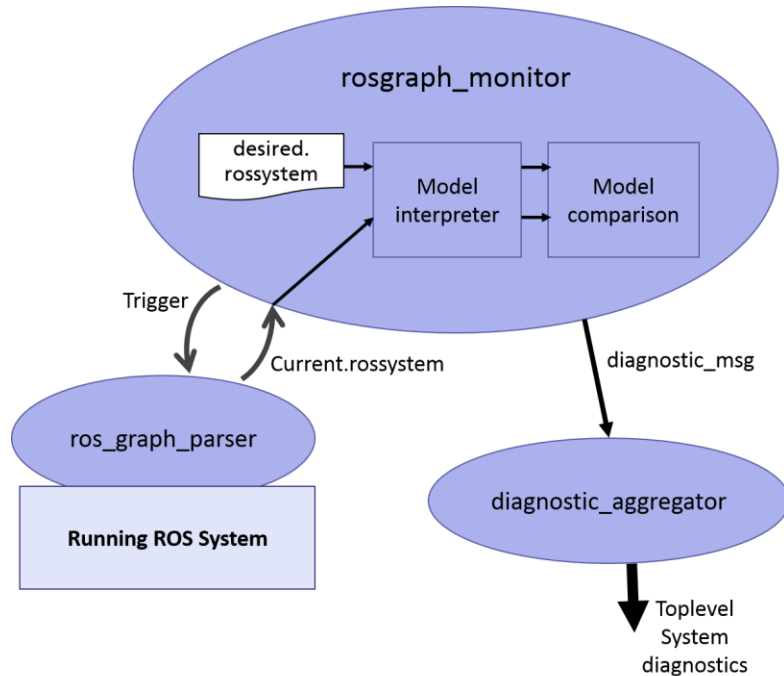 rosgraph_monitor
desired.
rossystem
Model
interpreter
Model
comparison
Trigger
Current.rossystem
diagnostic_msg
ros_graph_parser
Running ROS System
diagnostic_aggregator
Toplevel
System
diagnostics